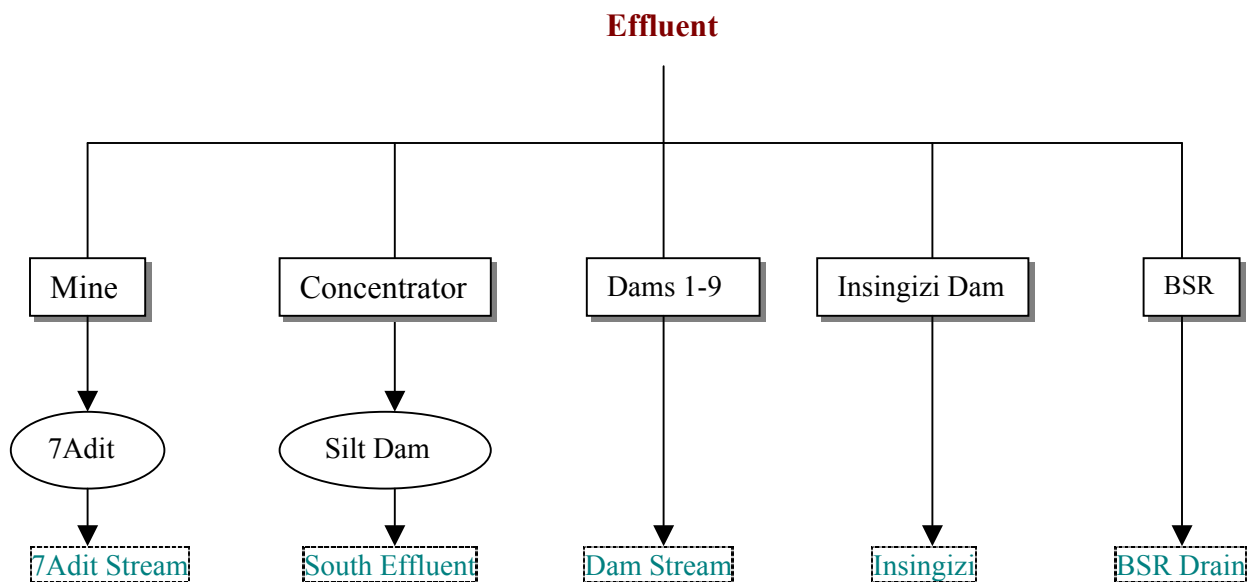 Effluent
Mine
Concentrator
Dams 1-9
Insingizi Dam
BSR
7Adit
Silt Dam
7Adit Stream
South Effluent
Dam Stream
Insingizi
BSR Drain